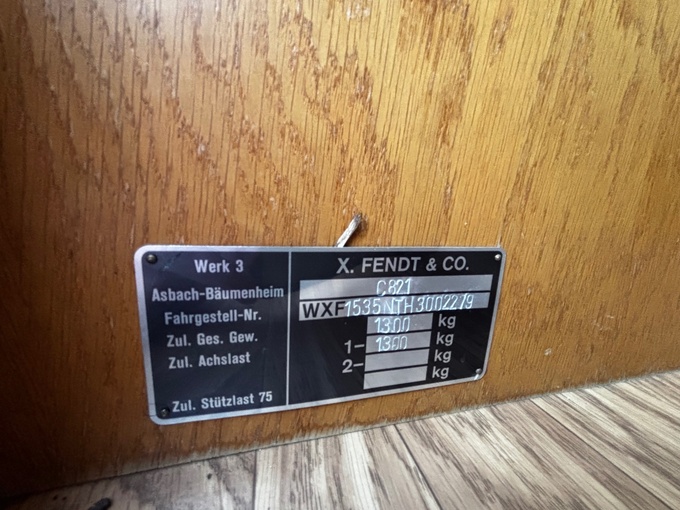 Werk 3
Asbach-Bäumenheim
Fahrgestell-Nr.
Zul. Ges. Gew.
Zul. Achslast
Zul. Stützlast 75
X. FENDT & CO.
C821
WXF1535NTH3002279
1300 kg
1- 1300 kg
2- kg
kg